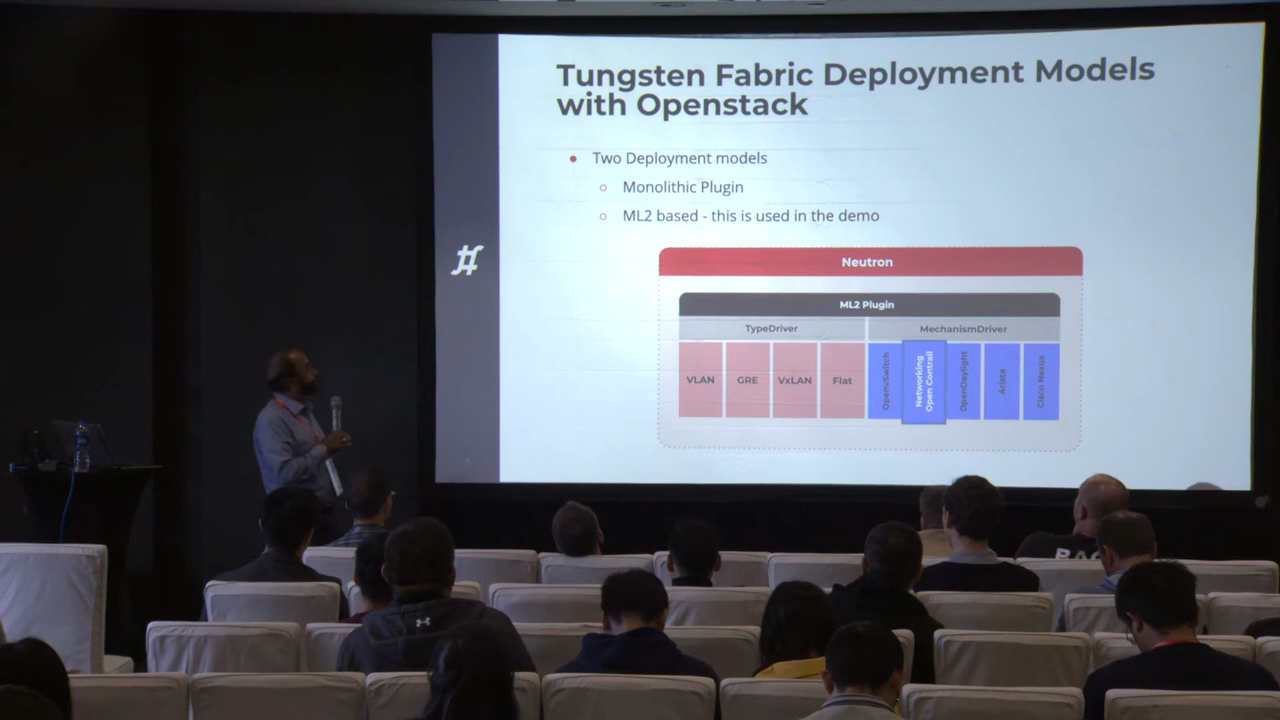 Tungsten Fabric Deployment Models
with Openstack
Two Deployment models
Monolithic Plugin
ML2 based - this is used in the demo
Neutron
ML2 Plugin
TypeDriver
MechanismDriver
VLAN
GRE
VxLAN
Flat
OpenvSwitch
Networking
Open Contrail
OpenDaylight
Arista
Cisco Nexus